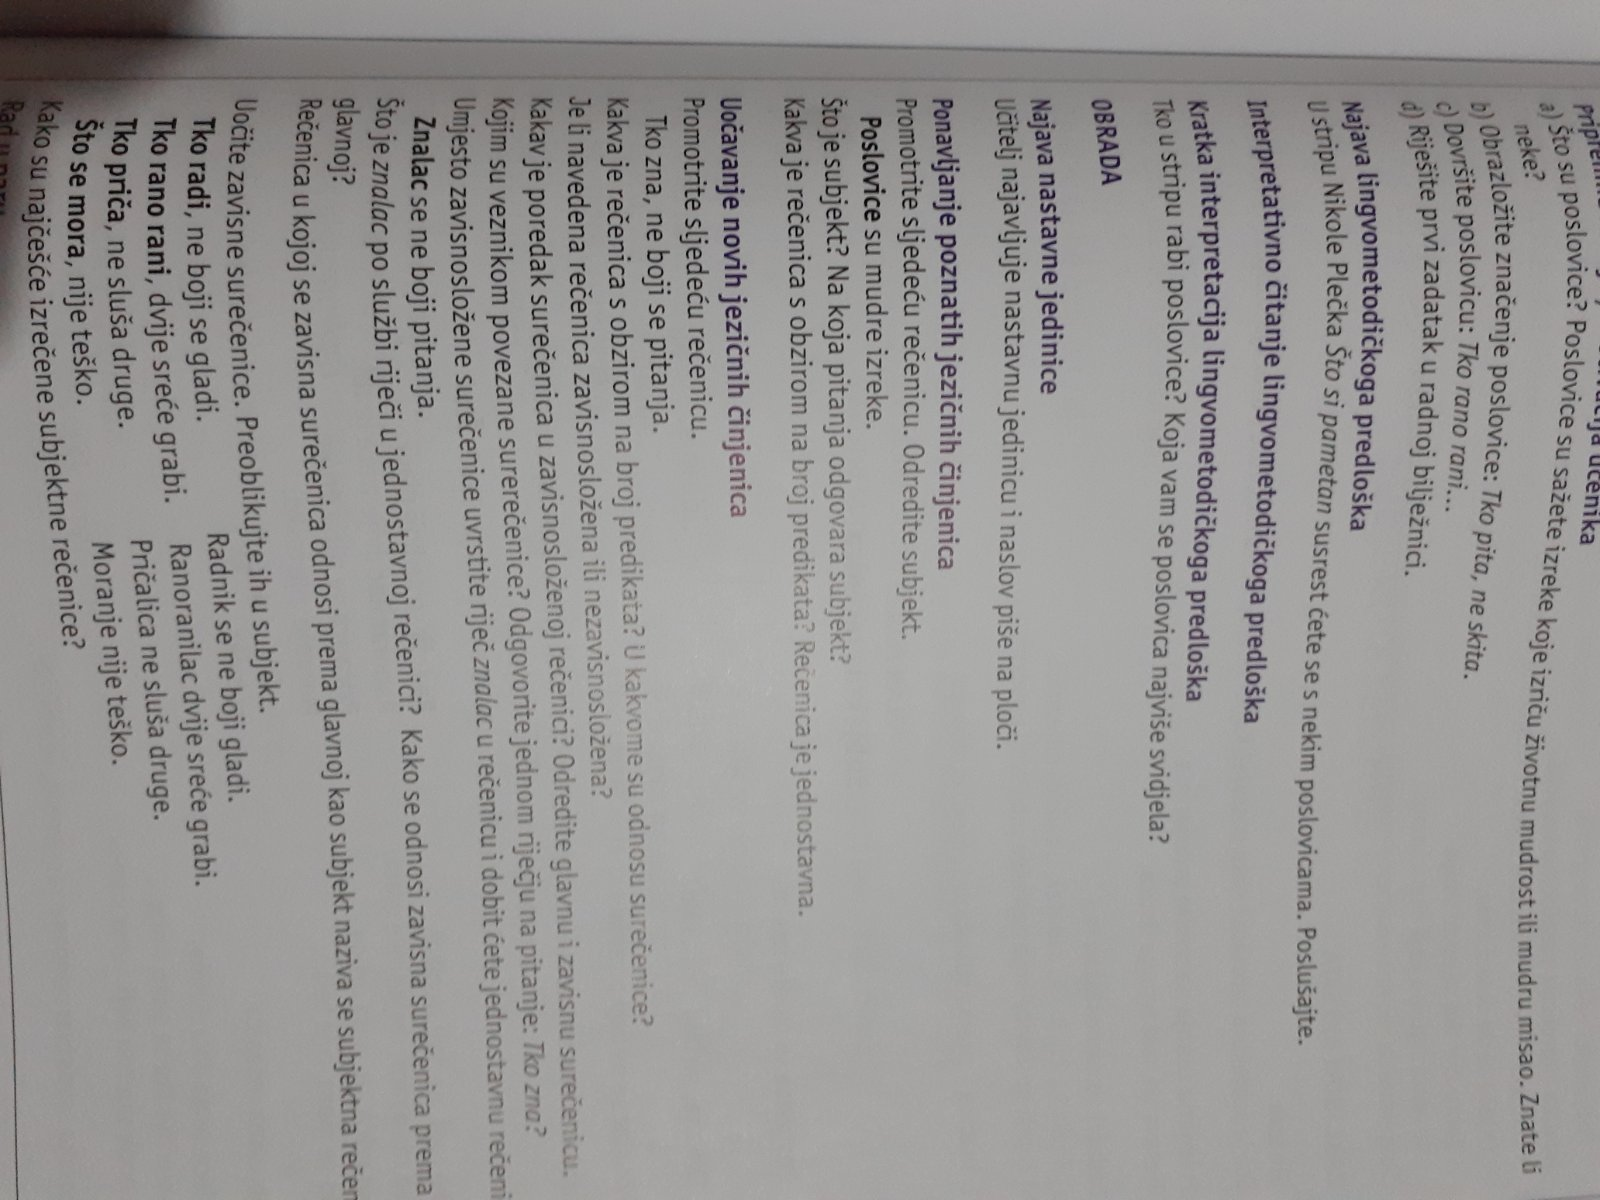 učenika
a) Što su poslovice? Poslovice su sažete izreke koje izriču životnu mudrost ili mudru misao. Znate li
neke?
b) Obrazložite značenje poslovice: Tko pita, ne skita.
c) Dovršite poslovicu: Tko rano rani...
d) Riješite prvi zadatak u radnoj bilježnici.
Najava lingvometodičkoga predloška
U stripu Nikole Plečka Što si pametan susrest ćete se s nekim poslovicama. Poslušajte.
Interpretativno čitanje lingvometodičkoga predloška
Kratka interpretacija lingvometodičkoga predloška
Tko u stripu rabi poslovice? Koja vam se poslovica najviše svidjela?
OBRADA
Najava nastavne jedinice
Učitelj najavljuje nastavnu jedinicu i naslov piše na ploči.
Ponavljanje poznatih jezičnih činjenica
Promotrite sljedeću rečenicu. Odredite subjekt.
Poslovice su mudre izreke.
Što je subjekt? Na koja pitanja odgovara subjekt?
Kakva je rečenica s obzirom na broj predikata? Rečenica je jednostavna.
Uočavanje novih jezičnih činjenica
Promotrite sljedeću rečenicu.
Tko zna, ne boji se pitanja.
Kakva je rečenica s obzirom na broj predikata? U kakvome su odnosu surečenice?
Je li navedena rečenica zavisnosložena ili nezavisnosložena?
Kakav je poredak surečenica u zavisnosloženoj rečenici? Odredite glavnu i zavisnu surečenicu.
Kojim su veznikom povezane surerečenice? Odgovorite jednom riječju na pitanje: Tko zna?
Umjesto zavisnosložene surečenice uvrstite riječ znalac u rečenicu i dobit ćete jednostavnu rečeni
Znalac se ne boji pitanja.
Što je znalac po službi riječi u jednostavnoj rečenici? Kako se odnosi zavisna surečenica prema
glavnoj?
Rečenica u kojoj se zavisna surečenica odnosi prema glavnoj kao subjekt naziva se subjektna rečen
Uočite zavisne surečenice. Preoblikujte ih u subjekt.
Tko radi, ne boji se gladi. Radnik se ne boji gladi.
Tko rano rani, dvije sreće grabi. Ranoranilac dvije sreće grabi.
Tko priča, ne sluša druge. Pričalica ne sluša druge.
Što se mora, nije teško. Moranje nije teško.
Kako su najčešće izrečene subjektne rečenice?
Rad u paru